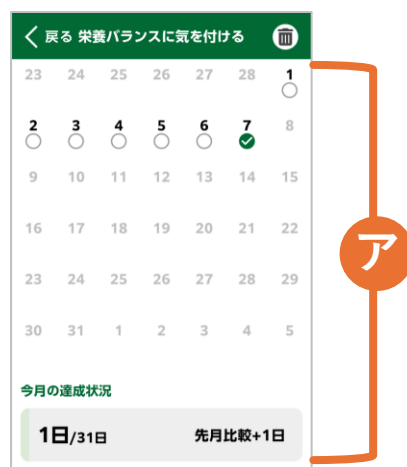 戻る 栄養バランスに気を付ける
23 24 25 26 27 28 1
2 3 4 5 6 7 8
9 10 11 12 13 14 15
16 17 18 19 20 21 22
23 24 25 26 27 28 29
30 31 1 2 3 4 5
ア
今月の達成状況
1日/31日 先月比較+1日